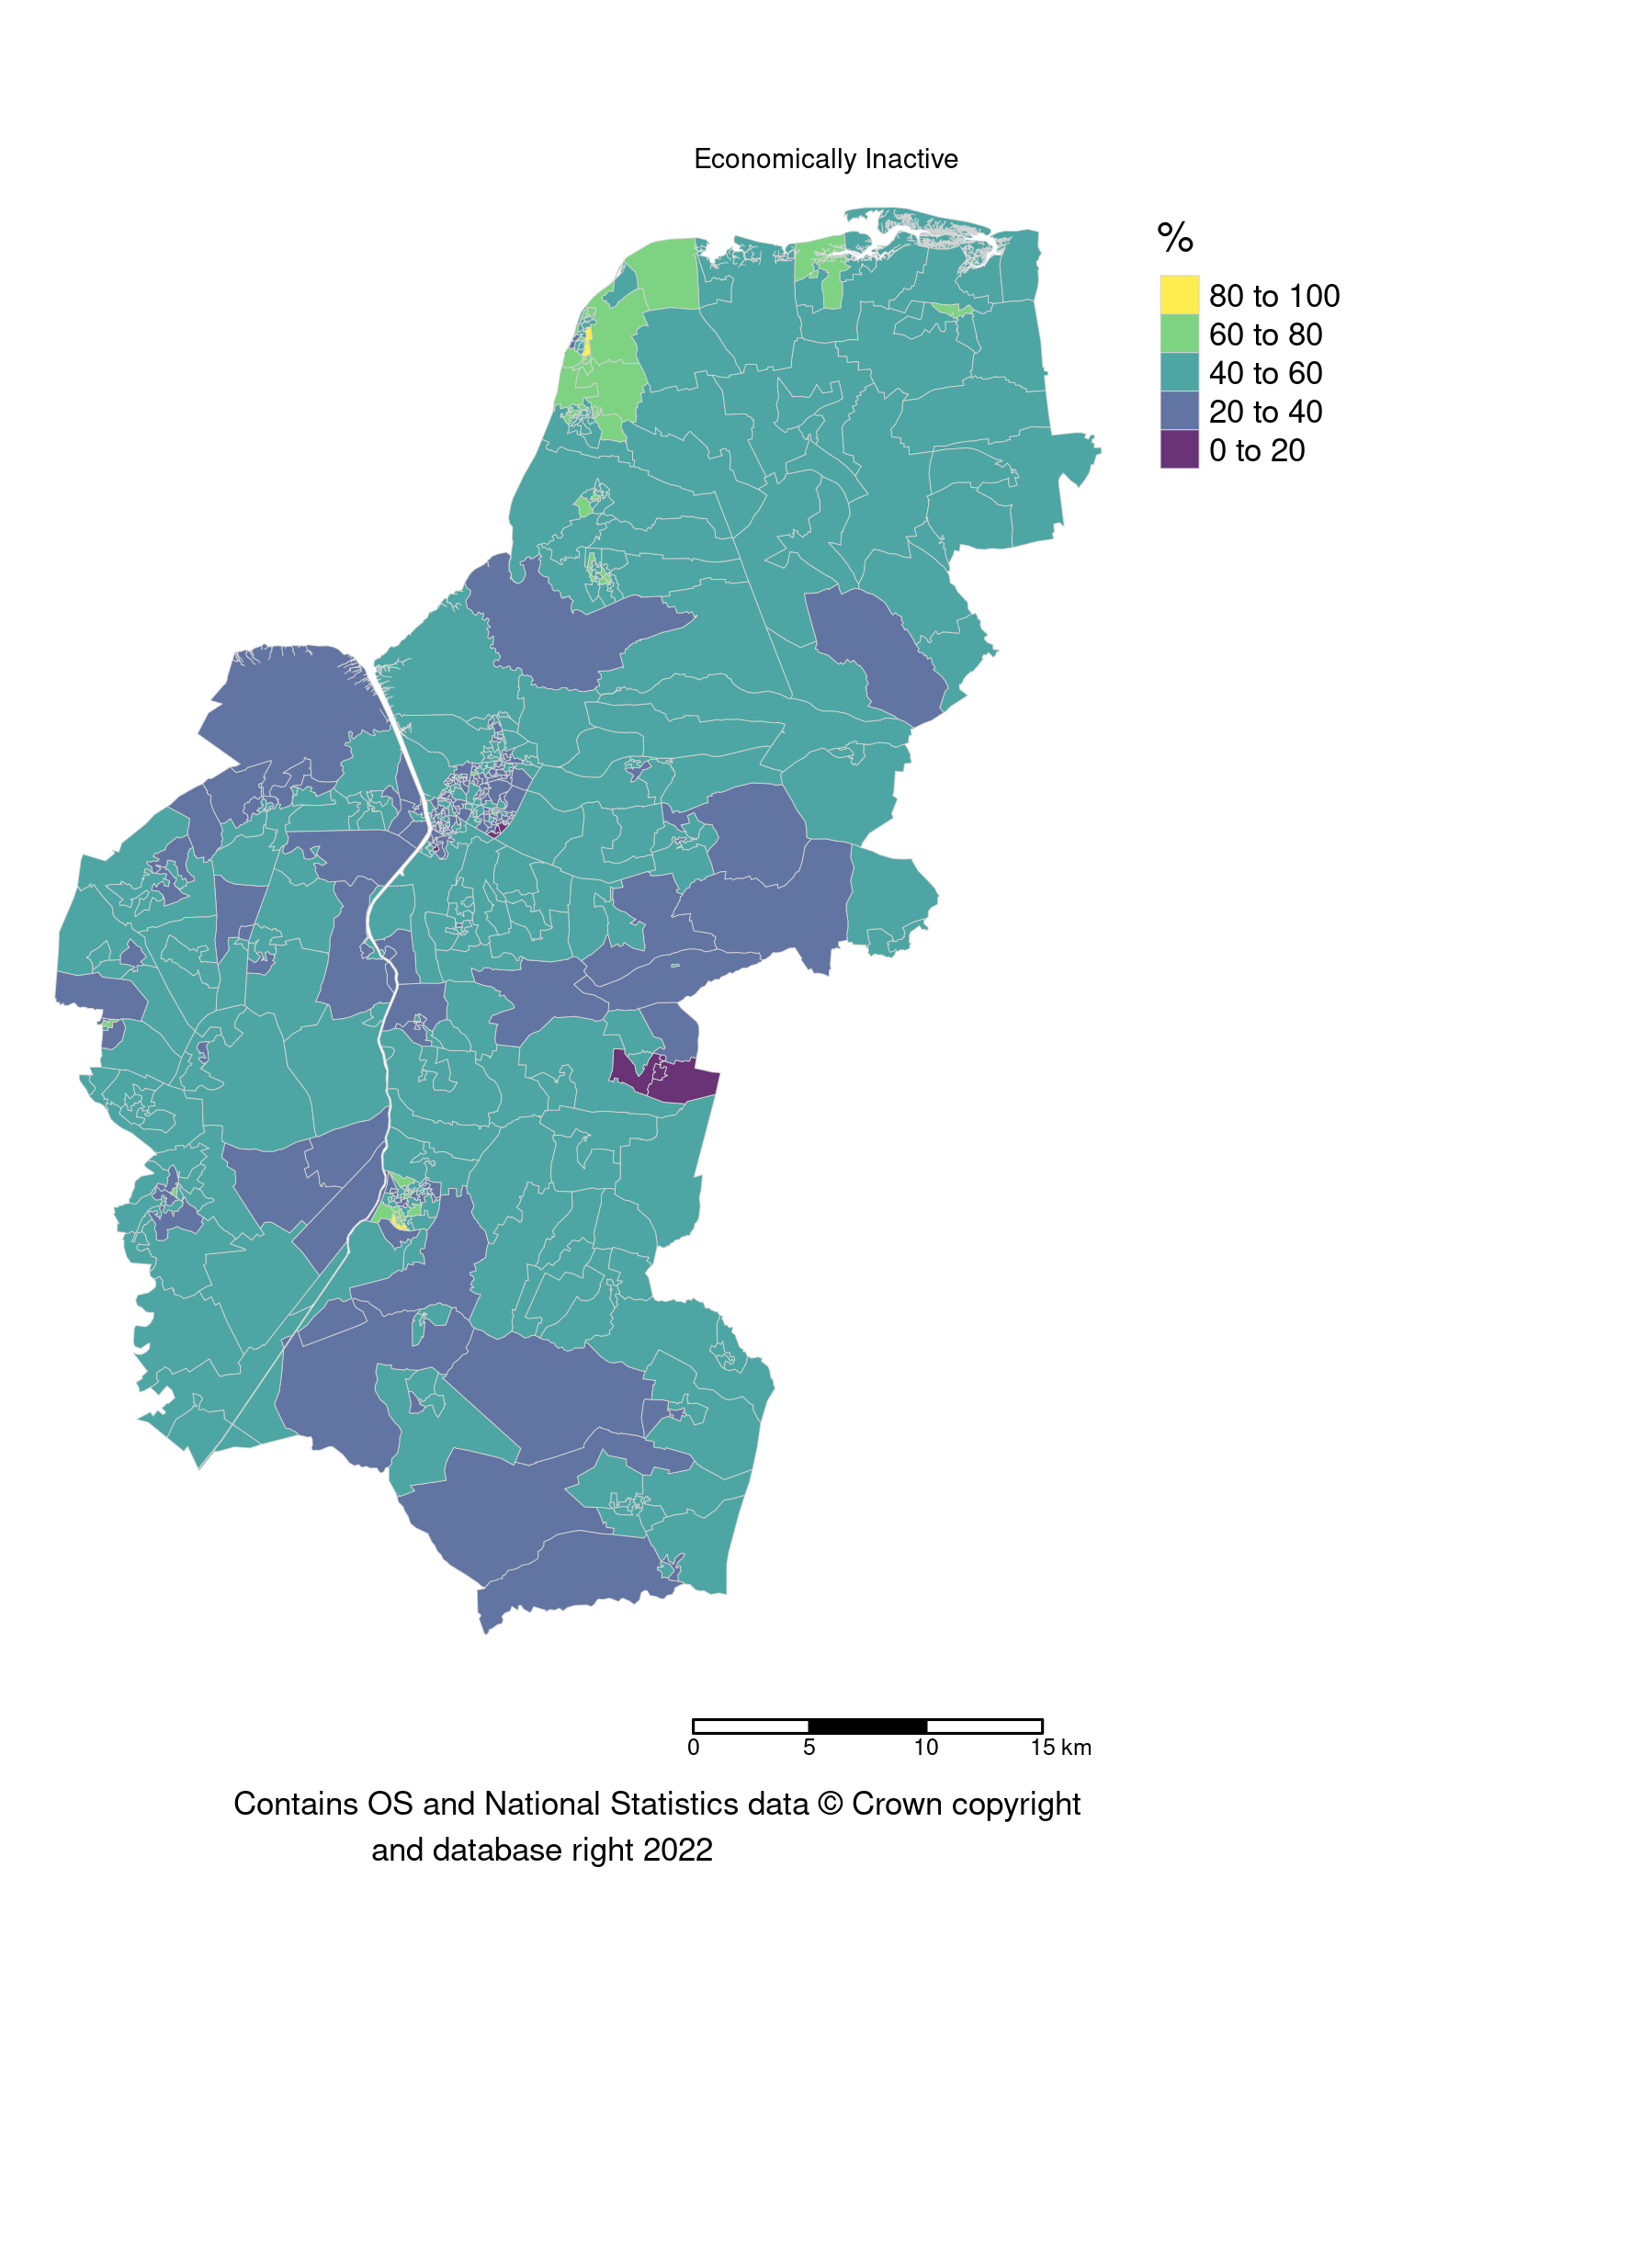 Economically Inactive
%
80 to 100
60 to 80
40 to 60
20 to 40
0 to 20
0 5 10 15 km
Contains OS and National Statistics data © Crown copyright
and database right 2022